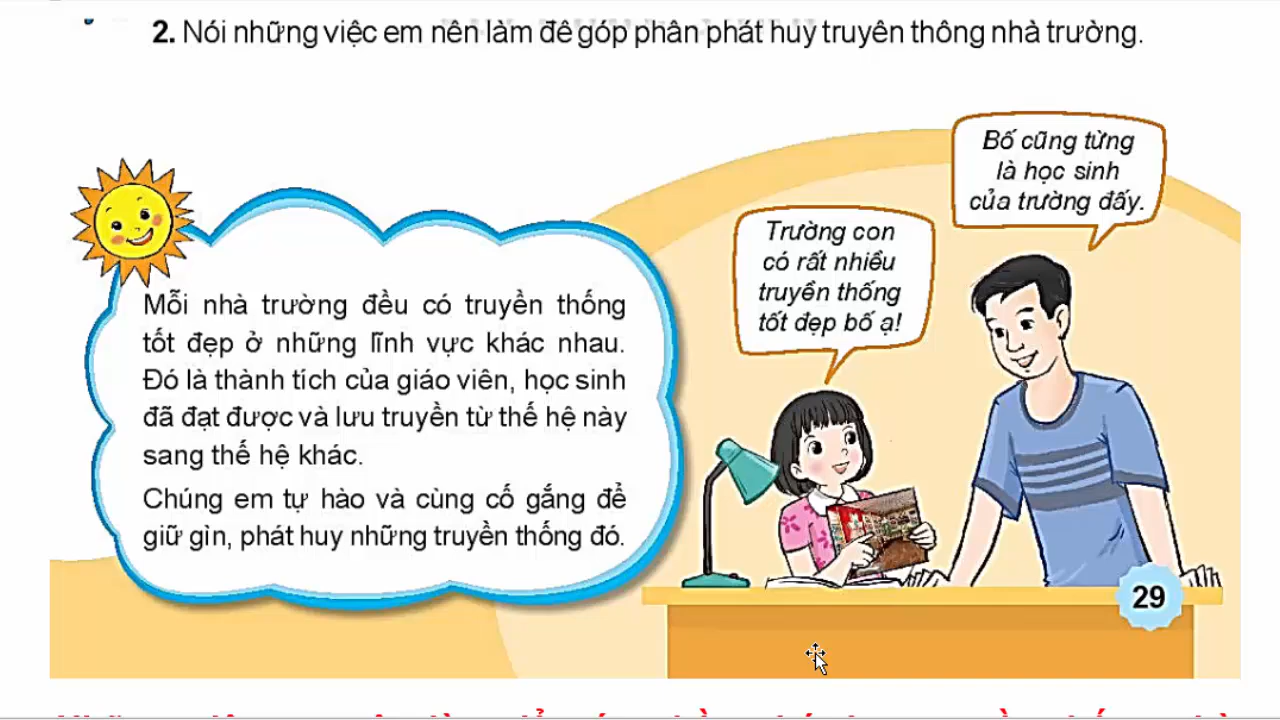 2. Nói những việc em nên làm để góp phần phát huy truyền thông nhà trường.
Bố cũng từng
là học sinh
của trường đấy.
Trường con
có rất nhiều
truyền thống
tốt đẹp bố ạ!
Mỗi nhà trường đều có truyền thống
tốt đẹp ở những lĩnh vực khác nhau.
Đó là thành tích của giáo viên, học sinh
đã đạt được và lưu truyền từ thế hệ này
sang thế hệ khác.
Chúng em tự hào và cùng cố gắng để
giữ gìn, phát huy những truyền thống đó.
29